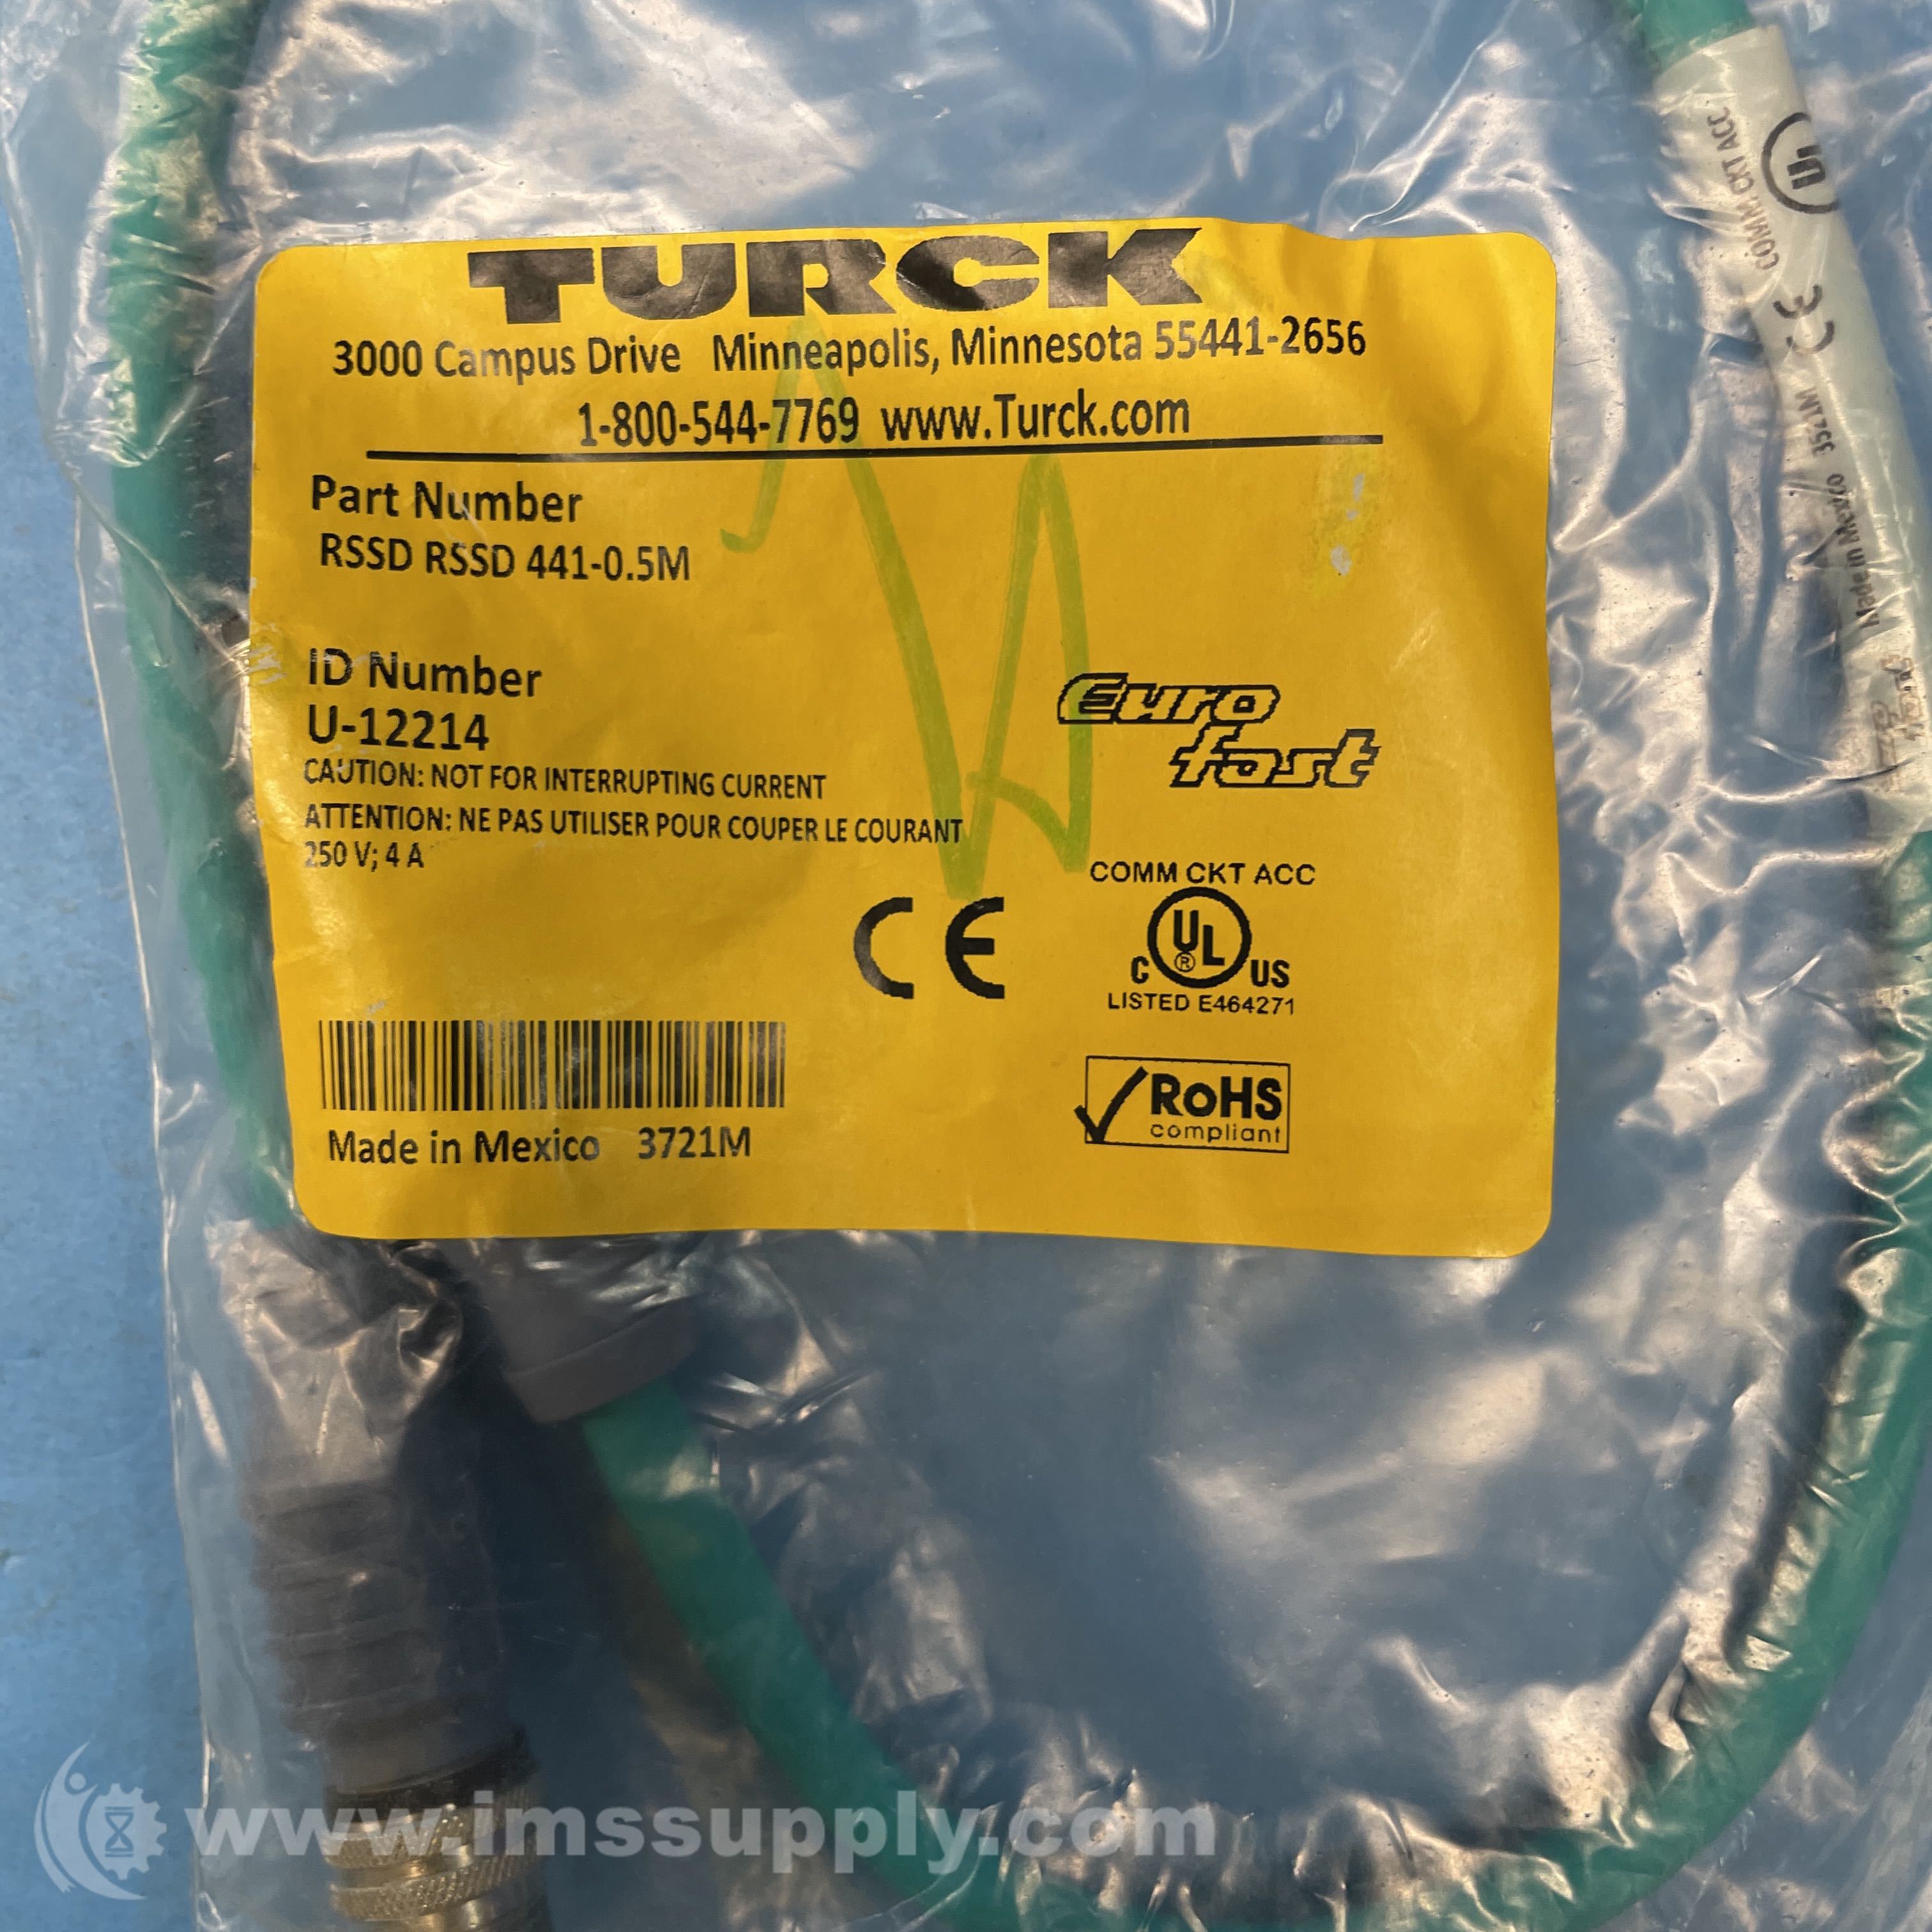 TURCK
3000 Campus Drive Minneapolis, Minnesota 55441-2656
1-800-544-7769 www.Turck.com
Part Number
RSSD RSSD 441-0.5M
ID Number
U-12214
CAUTION: NOT FOR INTERRUPTING CURRENT
ATTENTION: NE PAS UTILISER POUR COUPER LE COURANT
250 V; 4 A
Euro
fast
CE
COMM CKT ACC
C UL® US
LISTED E464271
RoHS
compliant
Made in Mexico 3721M
COMM CKT ACC
UL
CE
Made in Mexico 3521M
www.imssupply.com